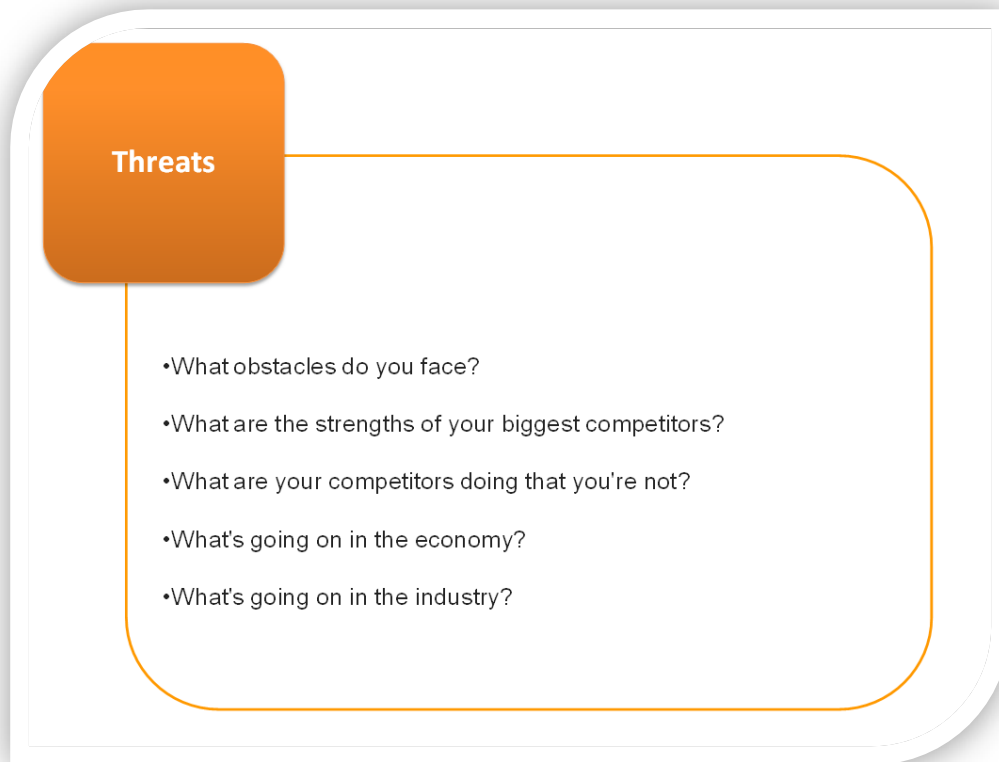 Threats
•What obstacles do you face?
•What are the strengths of your biggest competitors?
•What are your competitors doing that you're not?
•What's going on in the economy?
•What's going on in the industry?